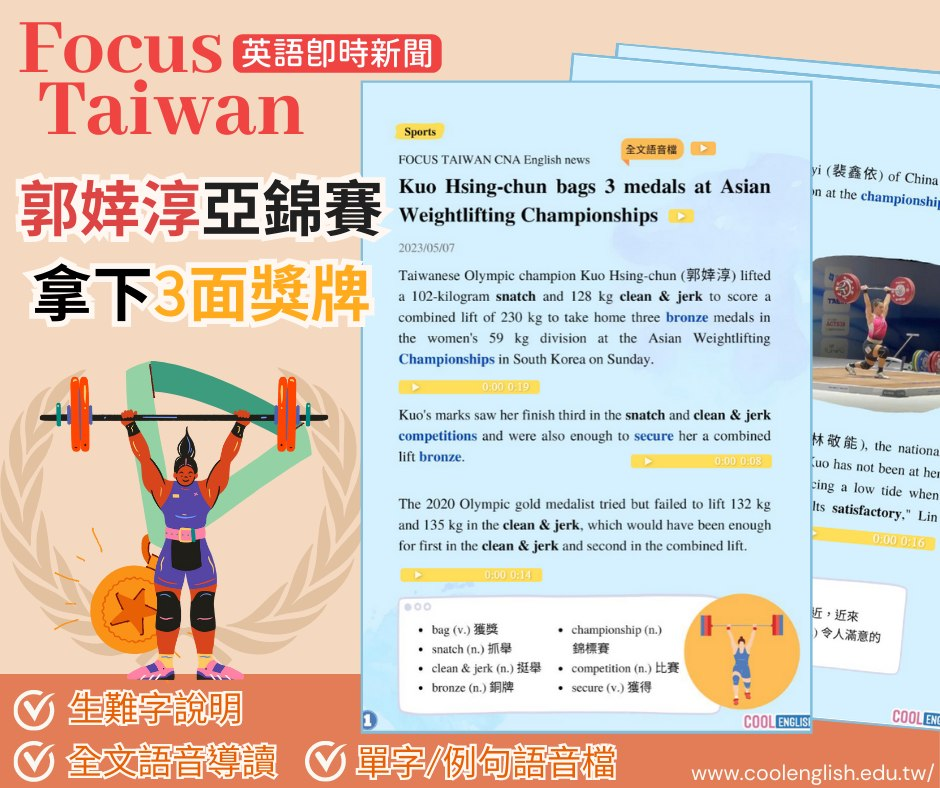 Focus
Taiwan
英語即時新聞
郭婞淳亞錦賽
拿下3面獎牌
Sports
全文語音檔
FOCUS TAIWAN CNA English news
Kuo Hsing-chun bags 3 medals at Asian
Weightlifting Championships
2023/05/07
Taiwanese Olympic champion Kuo Hsing-chun (郭婞淳) lifted
a 102-kilogram snatch and 128 kg clean & jerk to score a
combined lift of 230 kg to take home three bronze medals in
the women's 59 kg division at the Asian Weightlifting
Championships in South Korea on Sunday.
0:00 0:19
Kuo's marks saw her finish third in the snatch and clean & jerk
competitions and were also enough to secure her a combined
lift bronze.
0:00 0:08
The 2020 Olympic gold medalist tried but failed to lift 132 kg
and 135 kg in the clean & jerk, which would have been enough
for first in the clean & jerk and second in the combined lift.
0:00 0:14
bag (v.) 獲獎
snatch (n.) 抓舉
clean & jerk (n.) 挺舉
bronze (n.) 銅牌
championship (n.)
錦標賽
competition (n.) 比賽
secure (v.) 獲得
1
COOL ENGLISH
yi (裴鑫依) of China
n at the championship
林敬能), the nationa
Kuo has not been at her
cing a low tide when
lts satisfactory," Lin
0:00 0:16
近，近來
) 令人滿意的
COOL ENG
生難字說明
全文語音導讀
單字/例句語音檔
www.coolenglish.edu.tw/